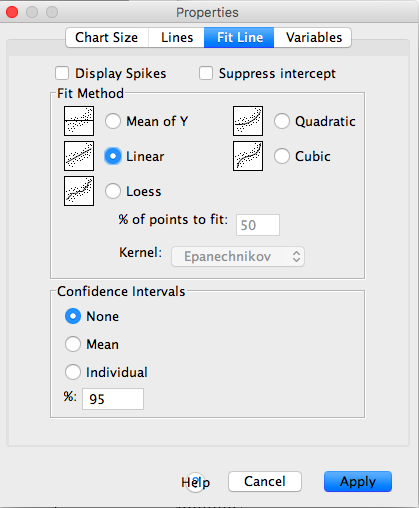 Properties
Chart Size Lines Fit Line Variables
Display Spikes Suppress intercept
Fit Method
Mean of Y Quadratic
Linear Cubic
Loess
% of points to fit: 50
Kernel: Epanechnikov
Confidence Intervals
None
Mean
Individual
%: 95
Help Cancel Apply